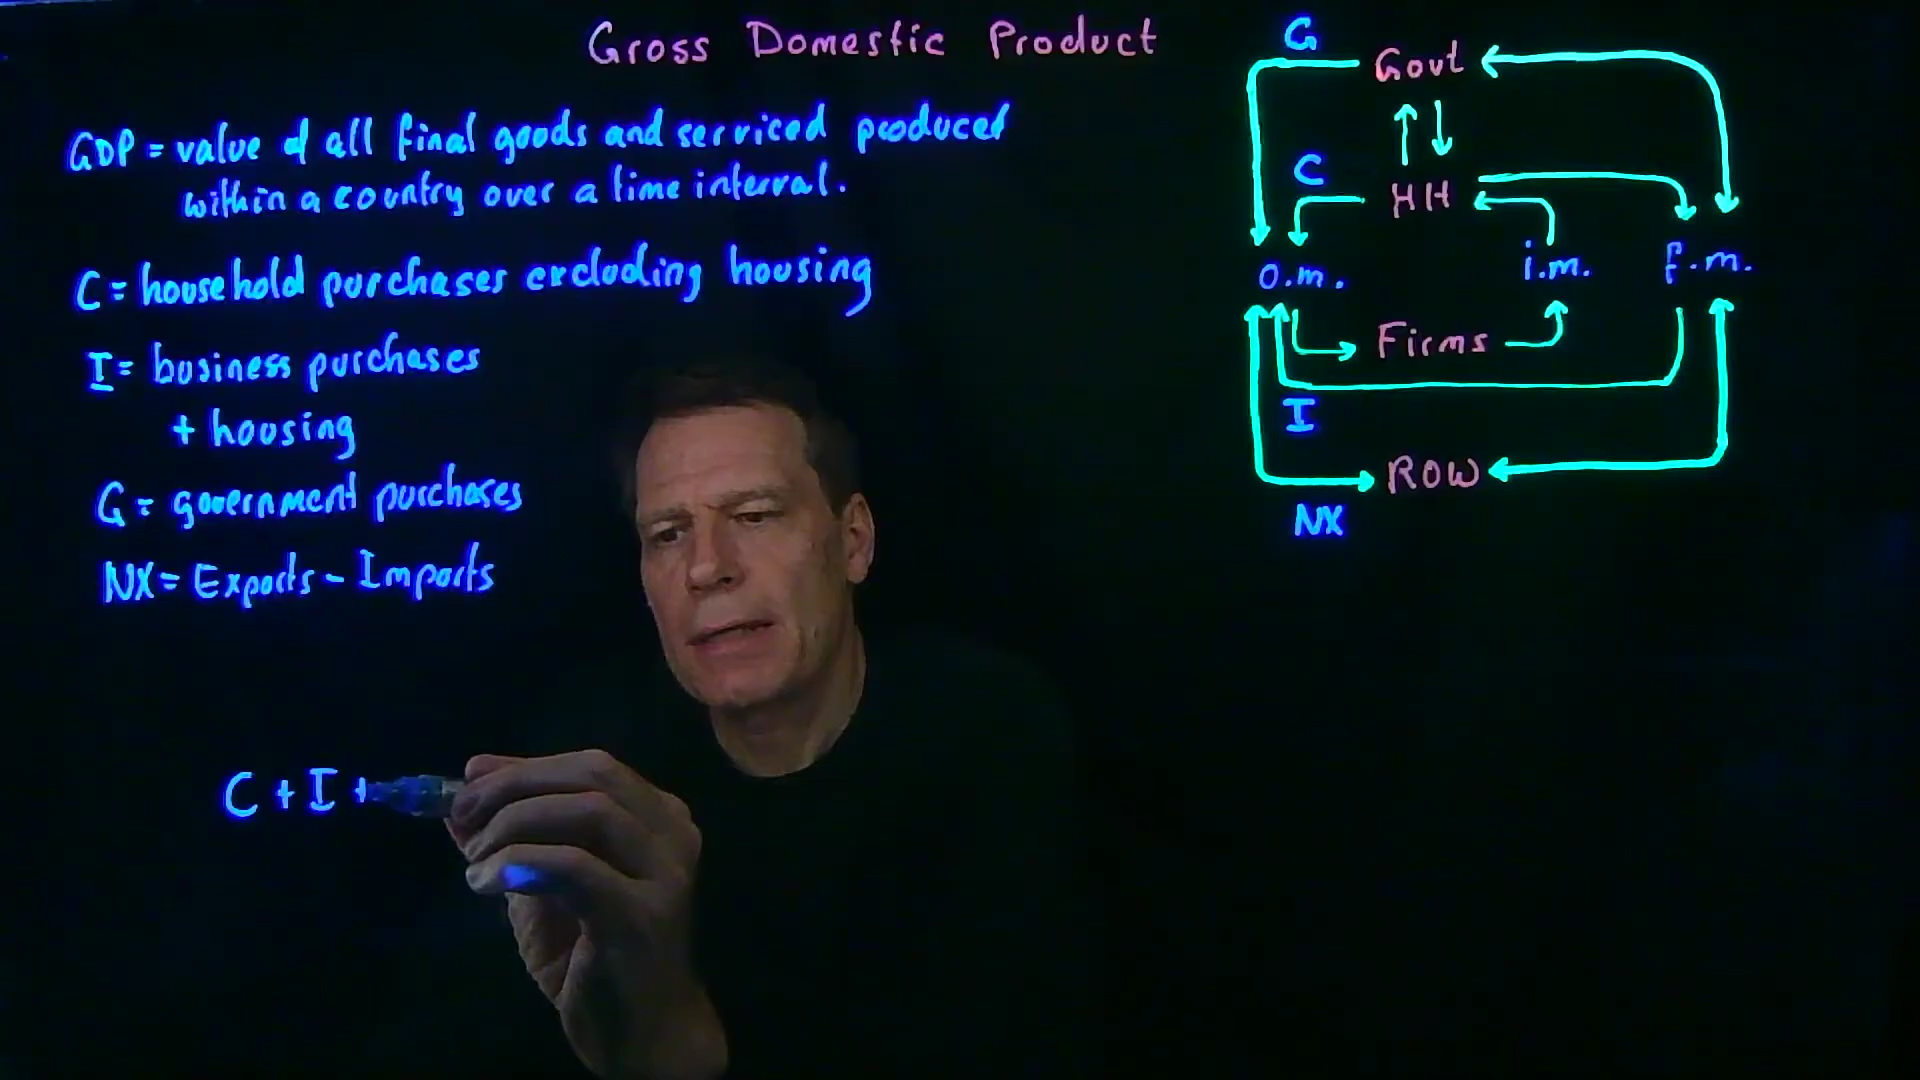 Gross Domestic Product
GDP = value of all final goods and serviced produced
within a country over a time interval.
C = household purchases excluding housing
I = business purchases
+ housing
G = government purchases
NX = Exports - Imports
C + I +
G
Govt
C
HH
o.m.
i.m.
f.m.
Firms
I
ROW
NX